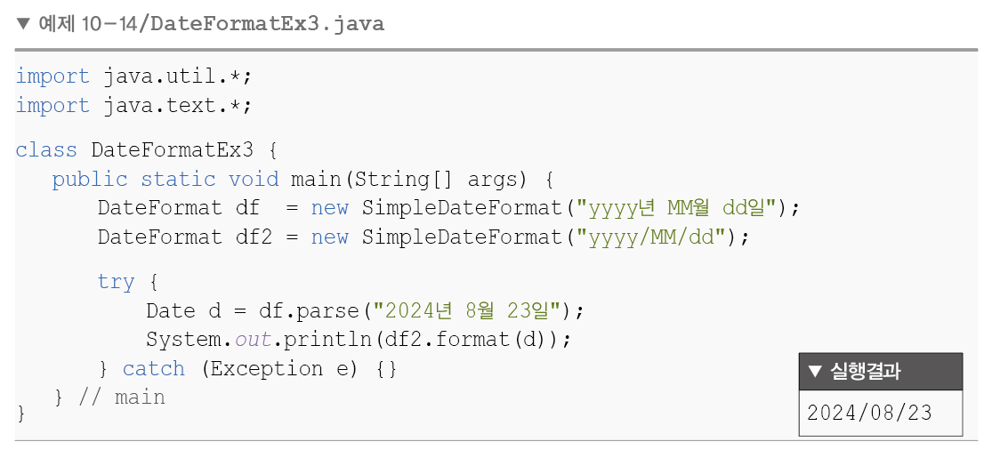 ▼ 예제 10-14/DateFormatEx3.java
import java.util.*;
import java.text.*;
class DateFormatEx3 {
public static void main(String[] args) {
DateFormat df  = new SimpleDateFormat("yyyy년 MM월 dd일");
DateFormat df2 = new SimpleDateFormat("yyyy/MM/dd");
try {
Date d = df.parse("2024년 8월 23일");
System.out.println(df2.format(d));
} catch (Exception e) {}
} // main
}
▼ 실행결과
2024/08/23